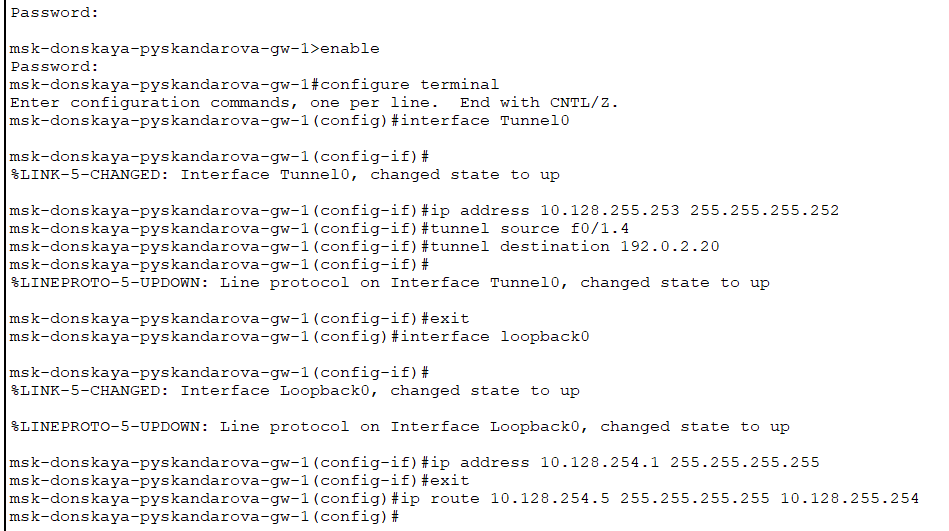 Password:
msk-donskaya-pyskandarova-gw-1>enable
Password:
msk-donskaya-pyskandarova-gw-1#configure terminal
Enter configuration commands, one per line.  End with CNTL/Z.
msk-donskaya-pyskandarova-gw-1(config)#interface Tunnel0
msk-donskaya-pyskandarova-gw-1(config-if)#
%LINK-5-CHANGED: Interface Tunnel0, changed state to up
msk-donskaya-pyskandarova-gw-1(config-if)#ip address 10.128.255.253 255.255.255.252
msk-donskaya-pyskandarova-gw-1(config-if)#tunnel source f0/1.4
msk-donskaya-pyskandarova-gw-1(config-if)#tunnel destination 192.0.2.20
msk-donskaya-pyskandarova-gw-1(config-if)#
%LINEPROTO-5-UPDOWN: Line protocol on Interface Tunnel0, changed state to up
msk-donskaya-pyskandarova-gw-1(config-if)#exit
msk-donskaya-pyskandarova-gw-1(config)#interface loopback0
msk-donskaya-pyskandarova-gw-1(config-if)#
%LINK-5-CHANGED: Interface Loopback0, changed state to up
%LINEPROTO-5-UPDOWN: Line protocol on Interface Loopback0, changed state to up
msk-donskaya-pyskandarova-gw-1(config-if)#ip address 10.128.254.1 255.255.255.255
msk-donskaya-pyskandarova-gw-1(config-if)#exit
msk-donskaya-pyskandarova-gw-1(config)#ip route 10.128.254.5 255.255.255.255 10.128.255.254
msk-donskaya-pyskandarova-gw-1(config)#